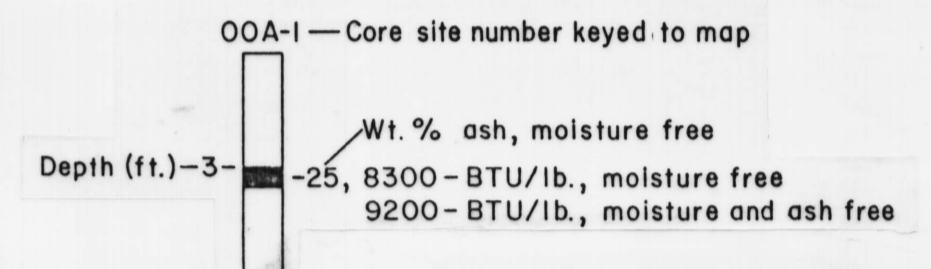 OOA-1 — Core site number keyed to map
Wt. % ash, moisture free
Depth (ft.)-3- -25, 8300- BTU/lb., moisture free
9200- BTU/lb., moisture and ash free